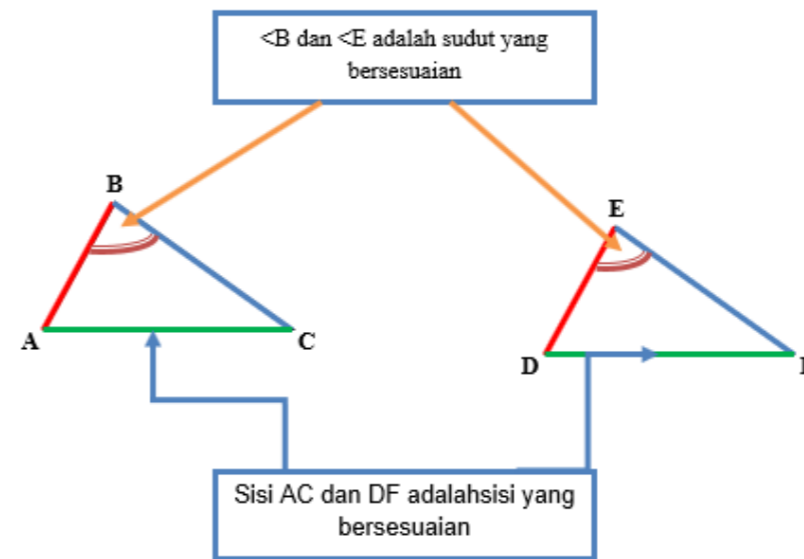 <B dan <E adalah sudut yang
bersesuaian
B
E
A
C
D
Sisi AC dan DF adalahsisi yang
bersesuaian